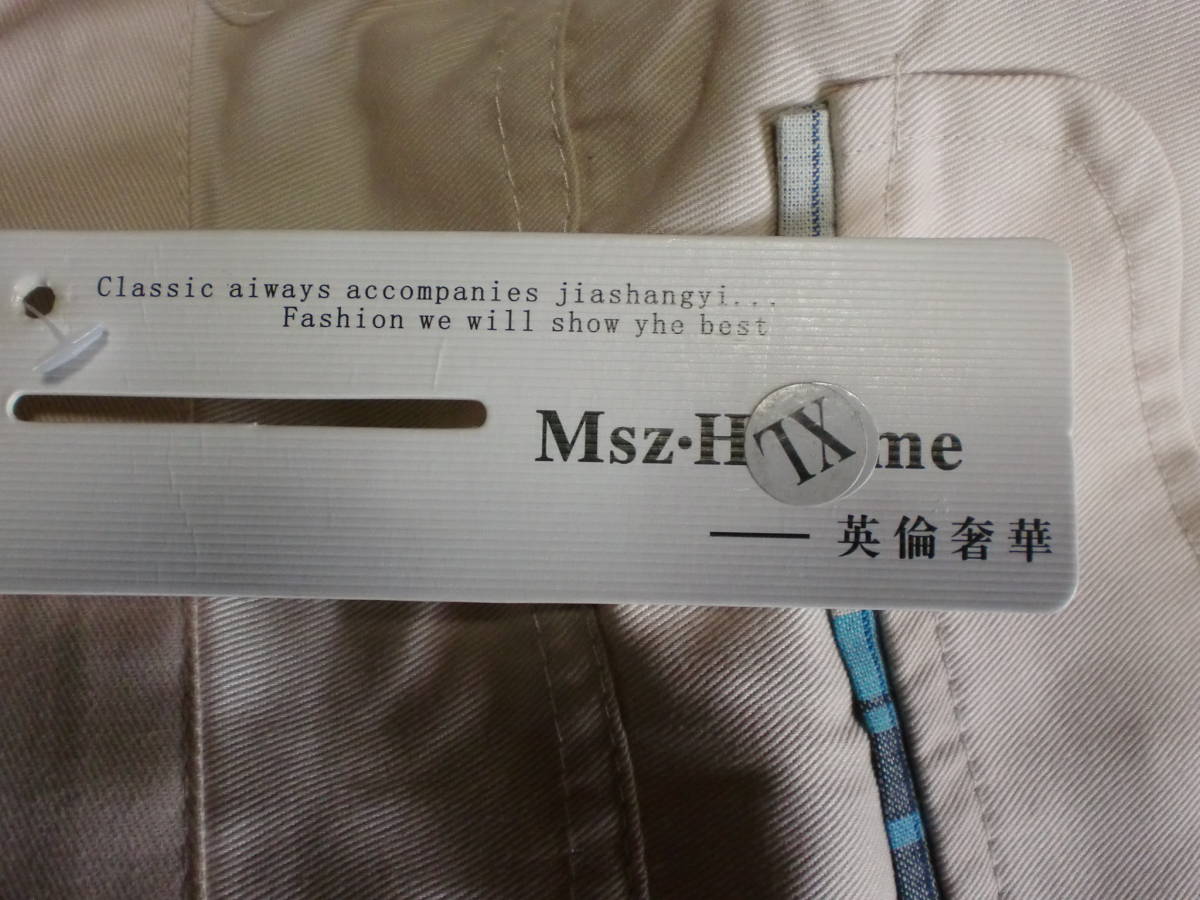 Classic aiways accompanies jiashangyi...
Fashion we will show yhe best
Msz·H me
XL
—— 英倫奢華